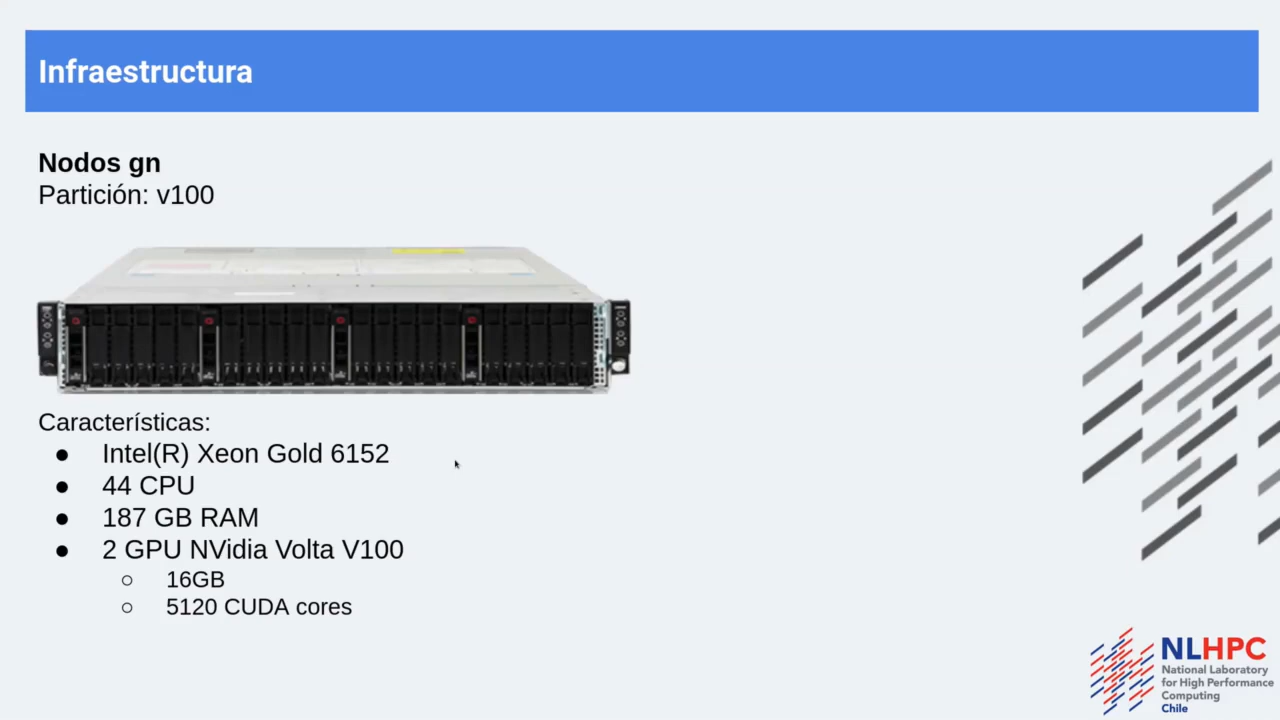 Infraestructura
Nodos gn
Partición: v100
Características:
● Intel(R) Xeon Gold 6152
● 44 CPU
● 187 GB RAM
● 2 GPU NVidia Volta V100
○ 16GB
○ 5120 CUDA cores
NLHPC
National Laboratory
for High Performance
Computing
Chile